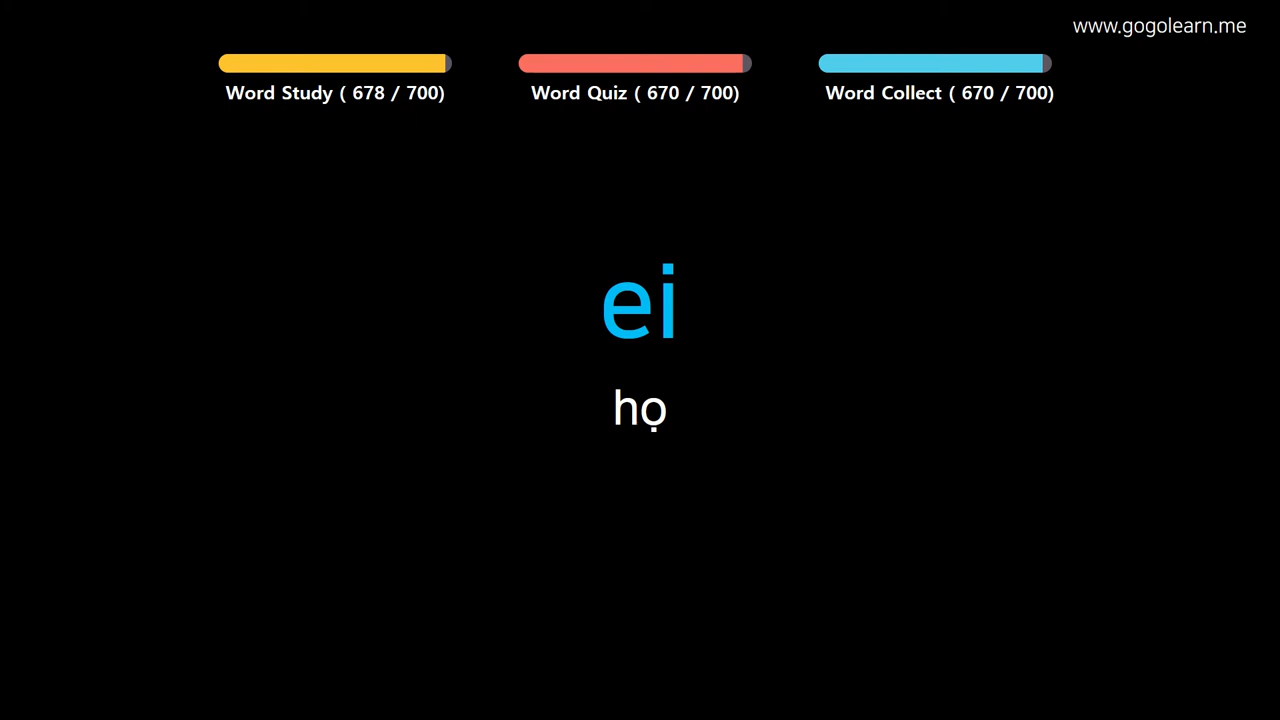 www.gogolearn.me
Word Study ( 678 / 700)
Word Quiz ( 670 / 700)
Word Collect ( 670 / 700)
ei
họ